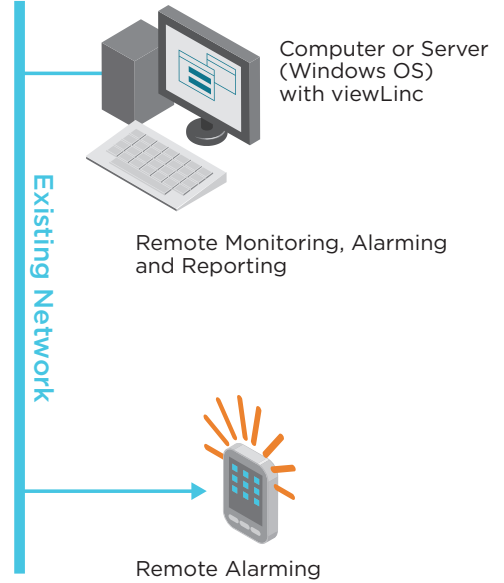 Computer or Server
(Windows OS)
with viewLinc
Remote Monitoring, Alarming
and Reporting
Existing Network
Remote Alarming